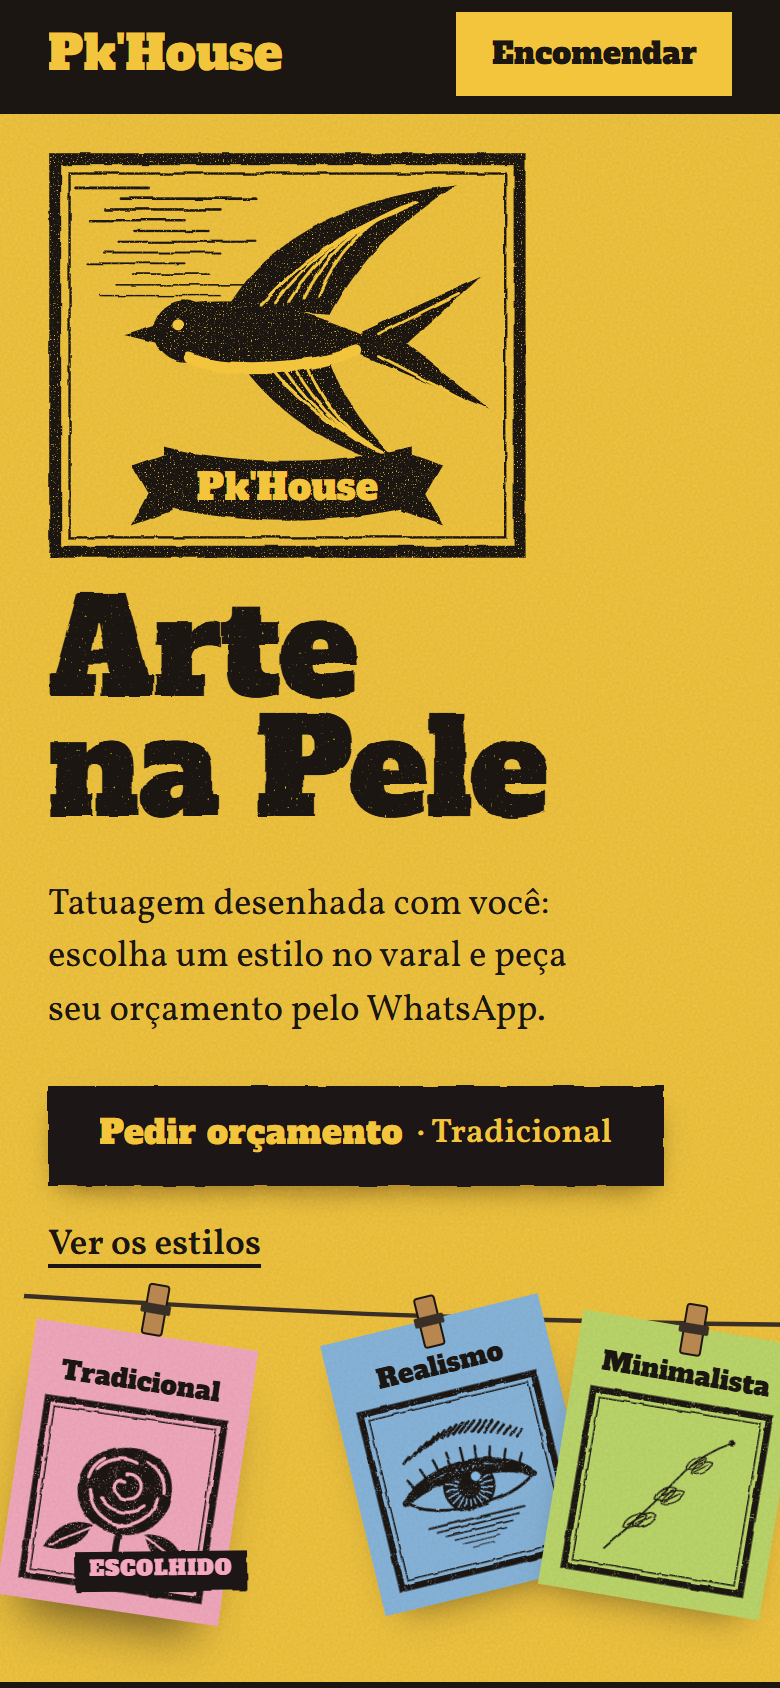 Pk'House
Encomendar
Pk'House
Arte
na Pele
Tatuagem desenhada com você:
escolha um estilo no varal e peça
seu orçamento pelo WhatsApp.
Pedir orçamento · Tradicional
Ver os estilos
Tradicional
Realismo
Minimalista
ESCOLHIDO